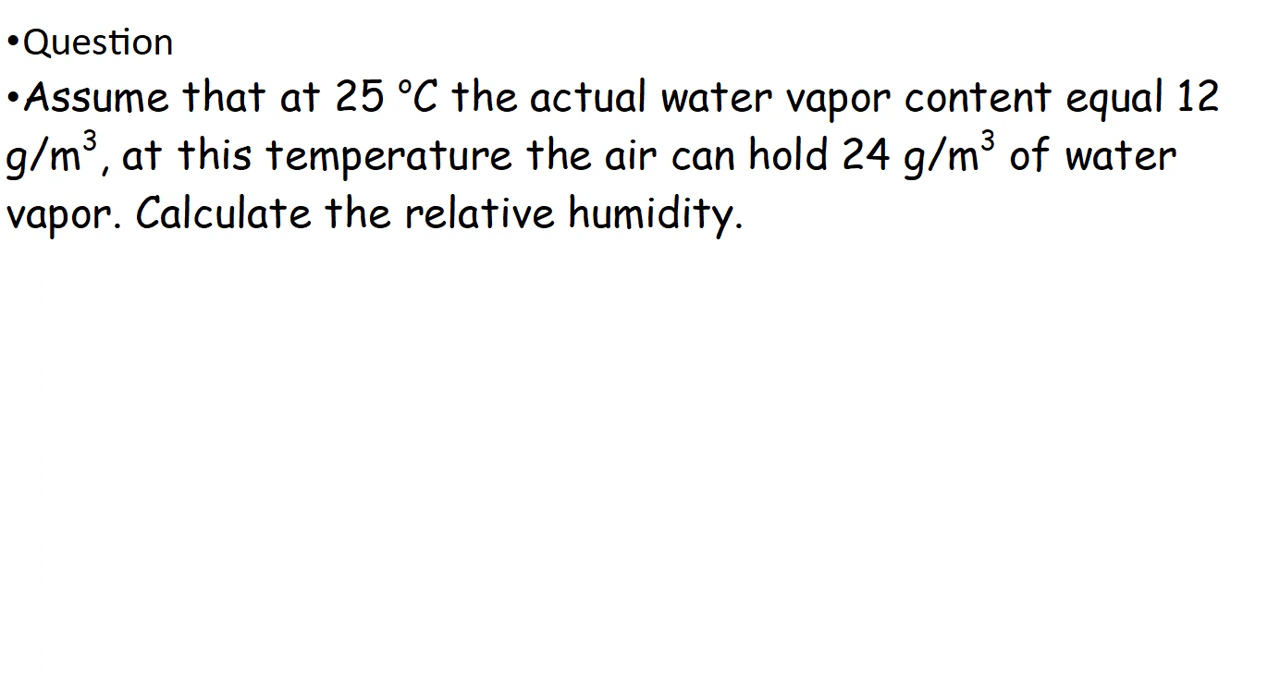 •Question
•Assume that at 25 °C the actual water vapor content equal 12
g/m³, at this temperature the air can hold 24 g/m³ of water
vapor. Calculate the relative humidity.